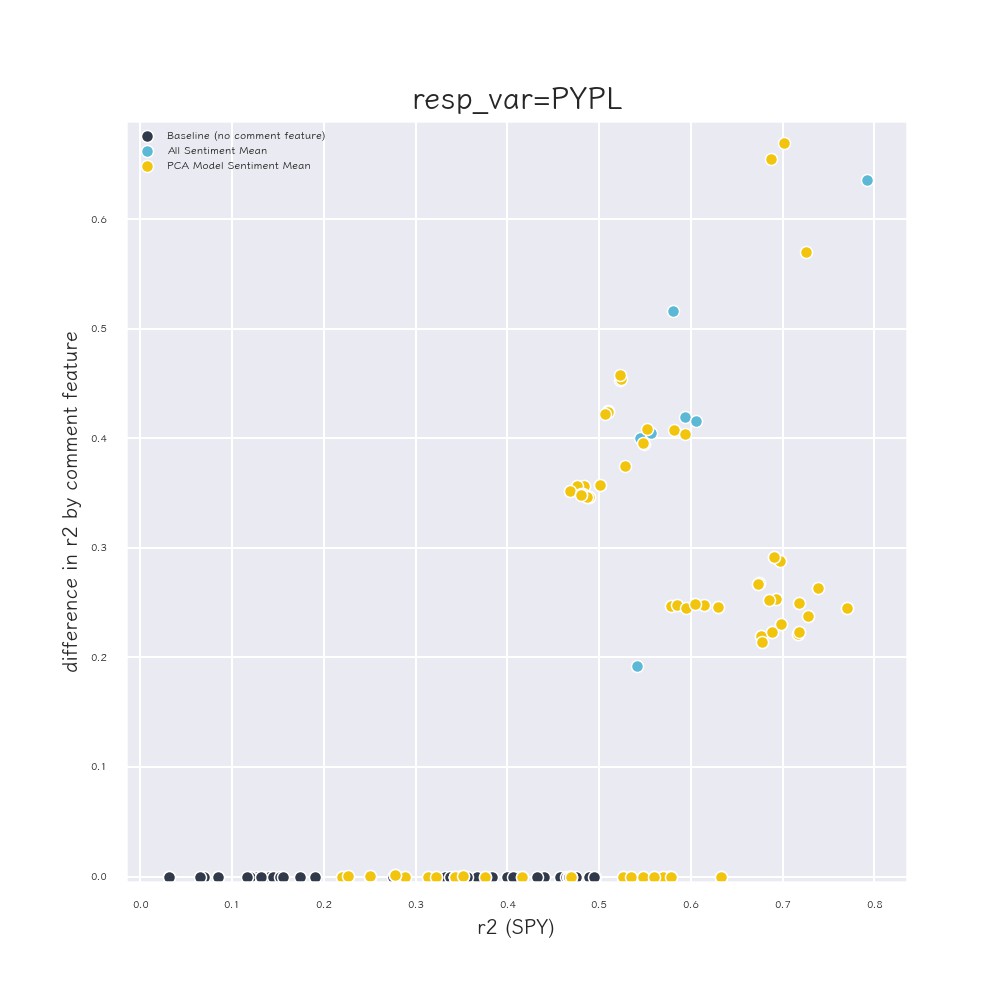 resp_var=PYPL
Baseline (no comment feature)
All Sentiment Mean
PCA Model Sentiment Mean
difference in r2 by comment feature
0.6
0.5
0.4
0.3
0.2
0.1
0.0
0.0 0.1 0.2 0.3 0.4 0.5 0.6 0.7 0.8
r2 (SPY)